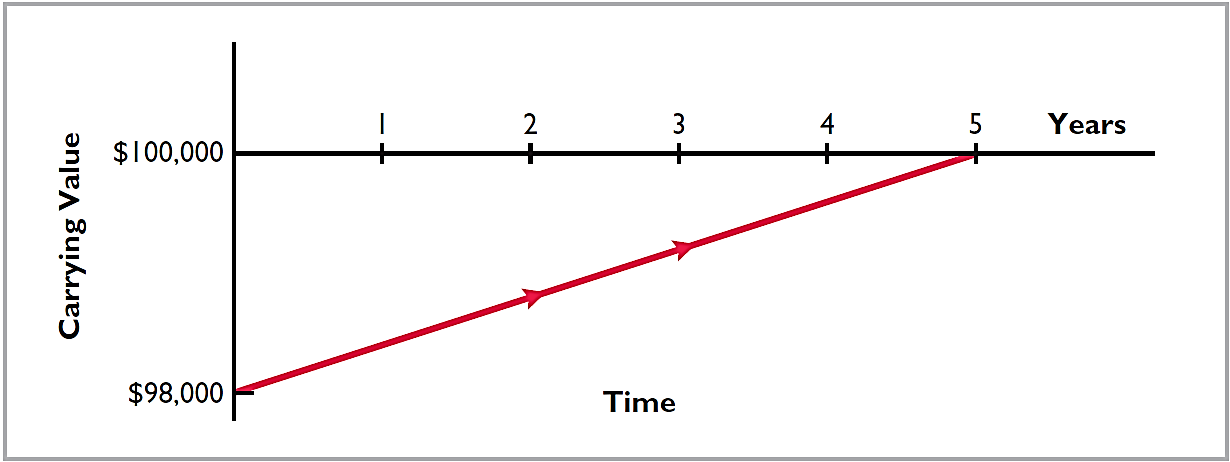 1 2 3 4 5 Years
$100,000
Carrying Value
$98,000
Time